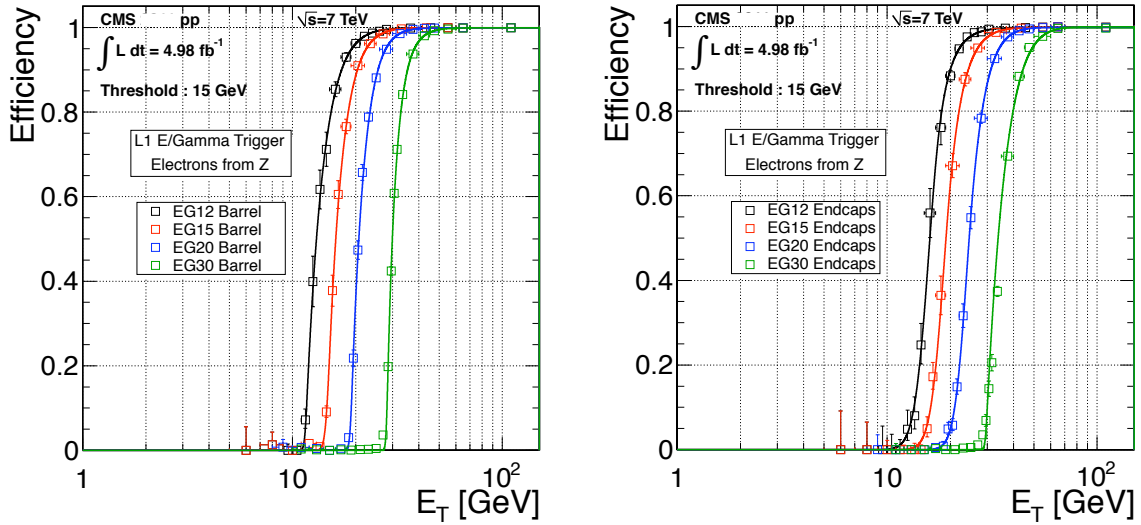 CMS pp √s=7 TeV
∫ L dt = 4.98 fb⁻¹
Threshold : 15 GeV
L1 E/Gamma Trigger
Electrons from Z
EG12 Barrel
EG15 Barrel
EG20 Barrel
EG30 Barrel
Efficiency
1
0.8
0.6
0.4
0.2
0
1 10 10²
E_T [GeV]
CMS pp √s=7 TeV
∫ L dt = 4.98 fb⁻¹
Threshold : 15 GeV
L1 E/Gamma Trigger
Electrons from Z
EG12 Endcaps
EG15 Endcaps
EG20 Endcaps
EG30 Endcaps
Efficiency
1
0.8
0.6
0.4
0.2
0
1 10 10²
E_T [GeV]